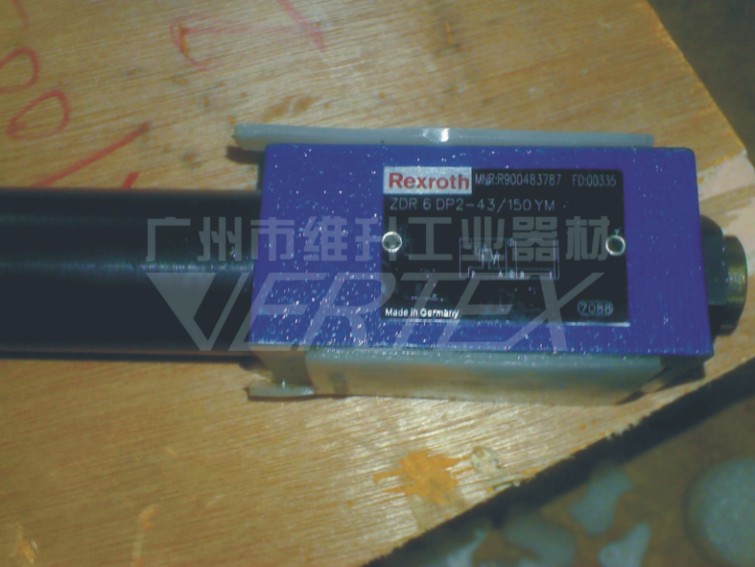 Rexroth MNR:R900483787 FD:00335
ZDR 6 DP2-43/150 YM
广州市维升工业器材
VERTEX
Made in Germany
7088